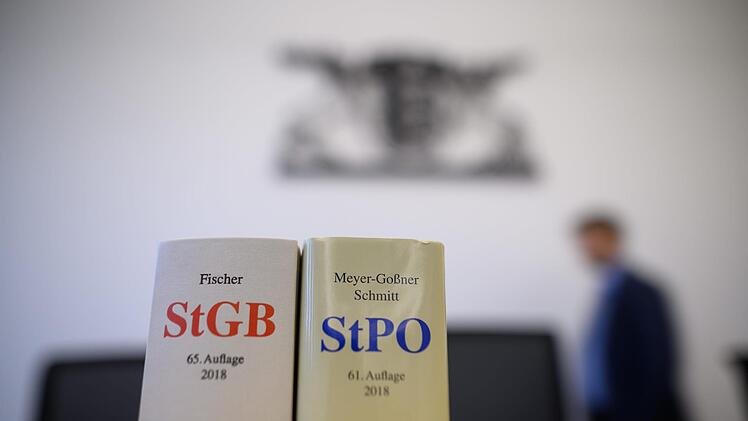 Fischer
StGB
65. Auflage
2018
Meyer-Goßner
Schmitt
StPO
61. Auflage
2018